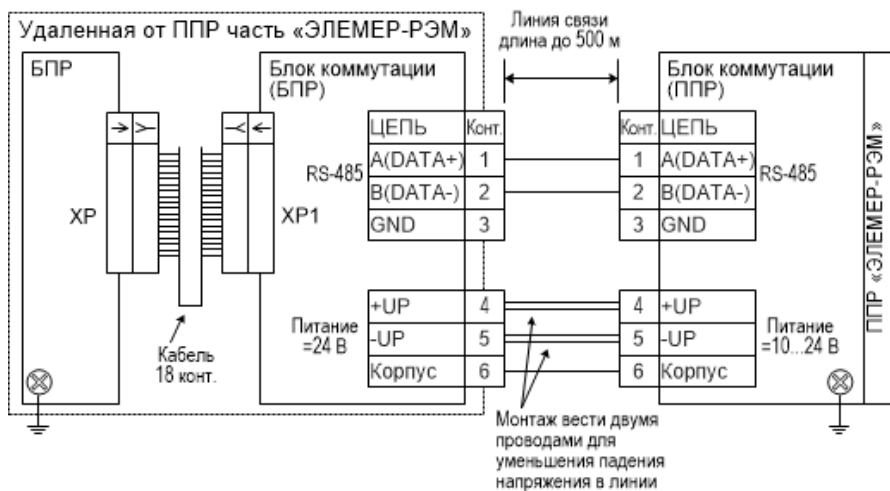 Удаленная от ППР часть «ЭЛЕМЕР-РЭМ»
Линия связи
длина до 500 м
БПР
Блок коммутации
(БПР)
Блок коммутации
(ППР)
ЦЕПЬ Конт.
A(DATA+) 1
B(DATA-) 2
GND 3
RS-485
XP
XP1
Конт. ЦЕПЬ
1 A(DATA+)
2 B(DATA-)
3 GND
RS-485
ППР «ЭЛЕМЕР-РЭМ»
+UP 4
-UP 5
Корпус 6
Питание
=24 В
4 +UP
5 -UP
6 Корпус
Питание
=10...24 В
Кабель
18 конт.
Монтаж вести двумя
проводами для
уменьшения падения
напряжения в линии